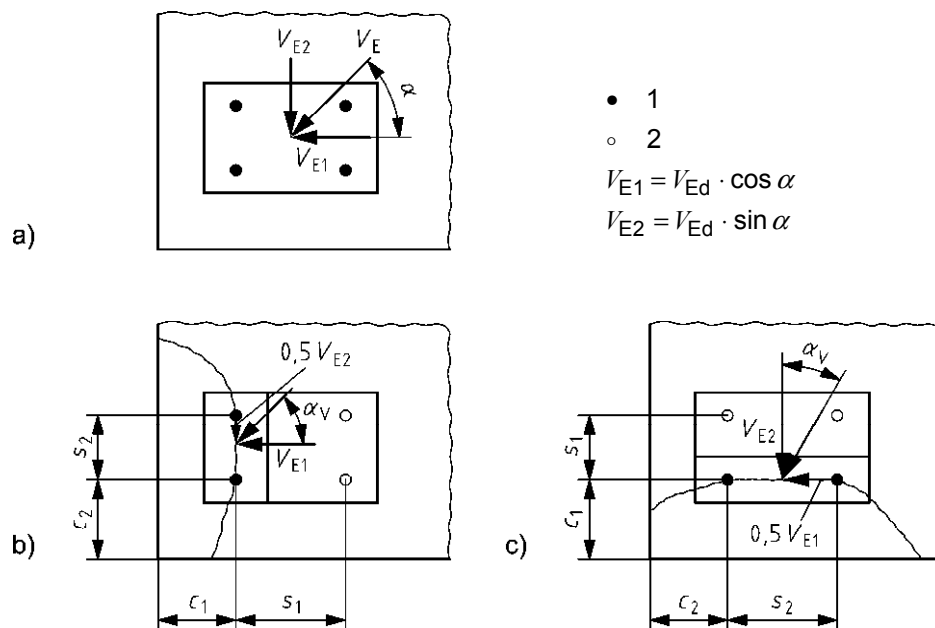 V_E2
V_E
α
V_E1
a)
● 1
○ 2
V_E1 = V_Ed · cos α
V_E2 = V_Ed · sin α
b)
0,5 V_E2
α_V
V_E1
s_2
c_2
c_1
s_1
c)
α_V
V_E2
s_1
c_1
0,5 V_E1
c_2
s_2